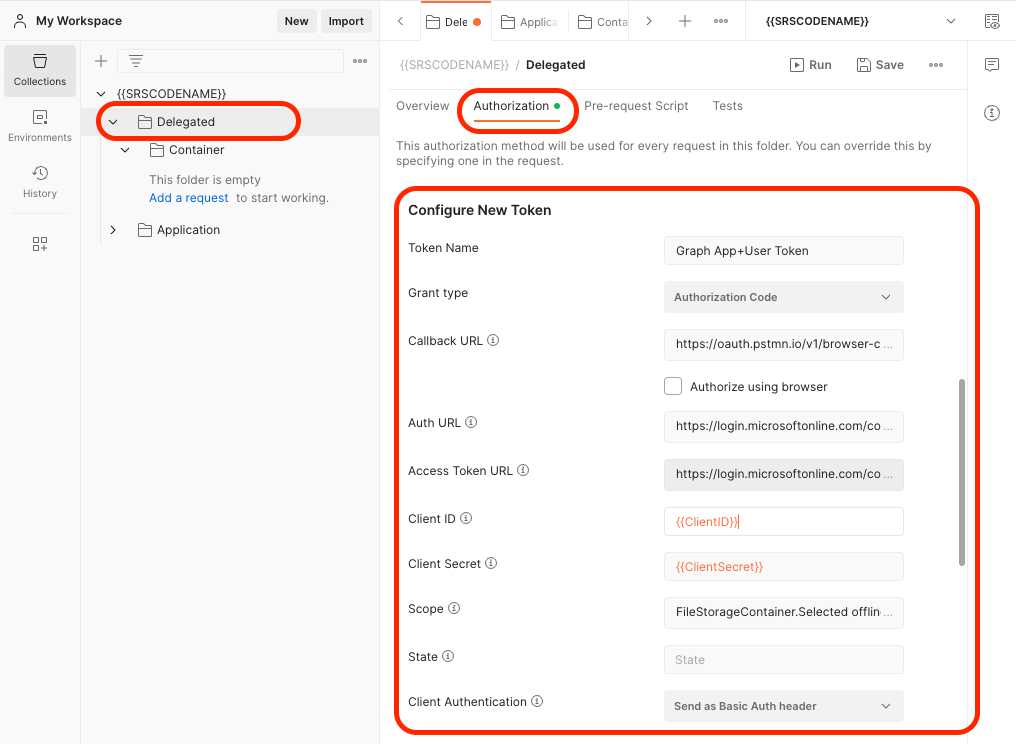 My Workspace
New
Import
Dele
Applica
Conta
{{SRSCODENAME}}
Collections
Environments
History
{{SRSCODENAME}}
Delegated
Container
This folder is empty
Add a request to start working.
Application
{{SRSCODENAME}} / Delegated
Run
Save
Overview
Authorization
Pre-request Script
Tests
This authorization method will be used for every request in this folder. You can override this by
specifying one in the request.
Configure New Token
Token Name
Graph App+User Token
Grant type
Authorization Code
Callback URL
https://oauth.pstmn.io/v1/browser-c ...
Authorize using browser
Auth URL
https://login.microsoftonline.com/co ...
Access Token URL
https://login.microsoftonline.com/co ...
Client ID
{{ClientID}}
Client Secret
{{ClientSecret}}
Scope
FileStorageContainer.Selected offlin ...
State
State
Client Authentication
Send as Basic Auth header